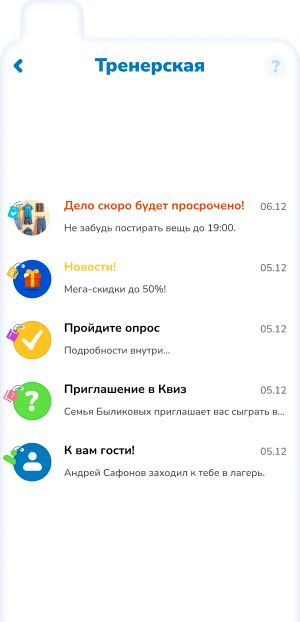 Тренерская
?
Дело скоро будет просрочено!
06.12
Не забудь постирать вещь до 19:00.
Новости!
05.12
Мега-скидки до 50%!
Пройдите опрос
05.12
Подробности внутри...
Приглашение в Квиз
05.12
?
Семья Быликовых приглашает вас сыграть в...
К вам гости!
05.12
Андрей Сафонов заходил к тебе в лагерь.